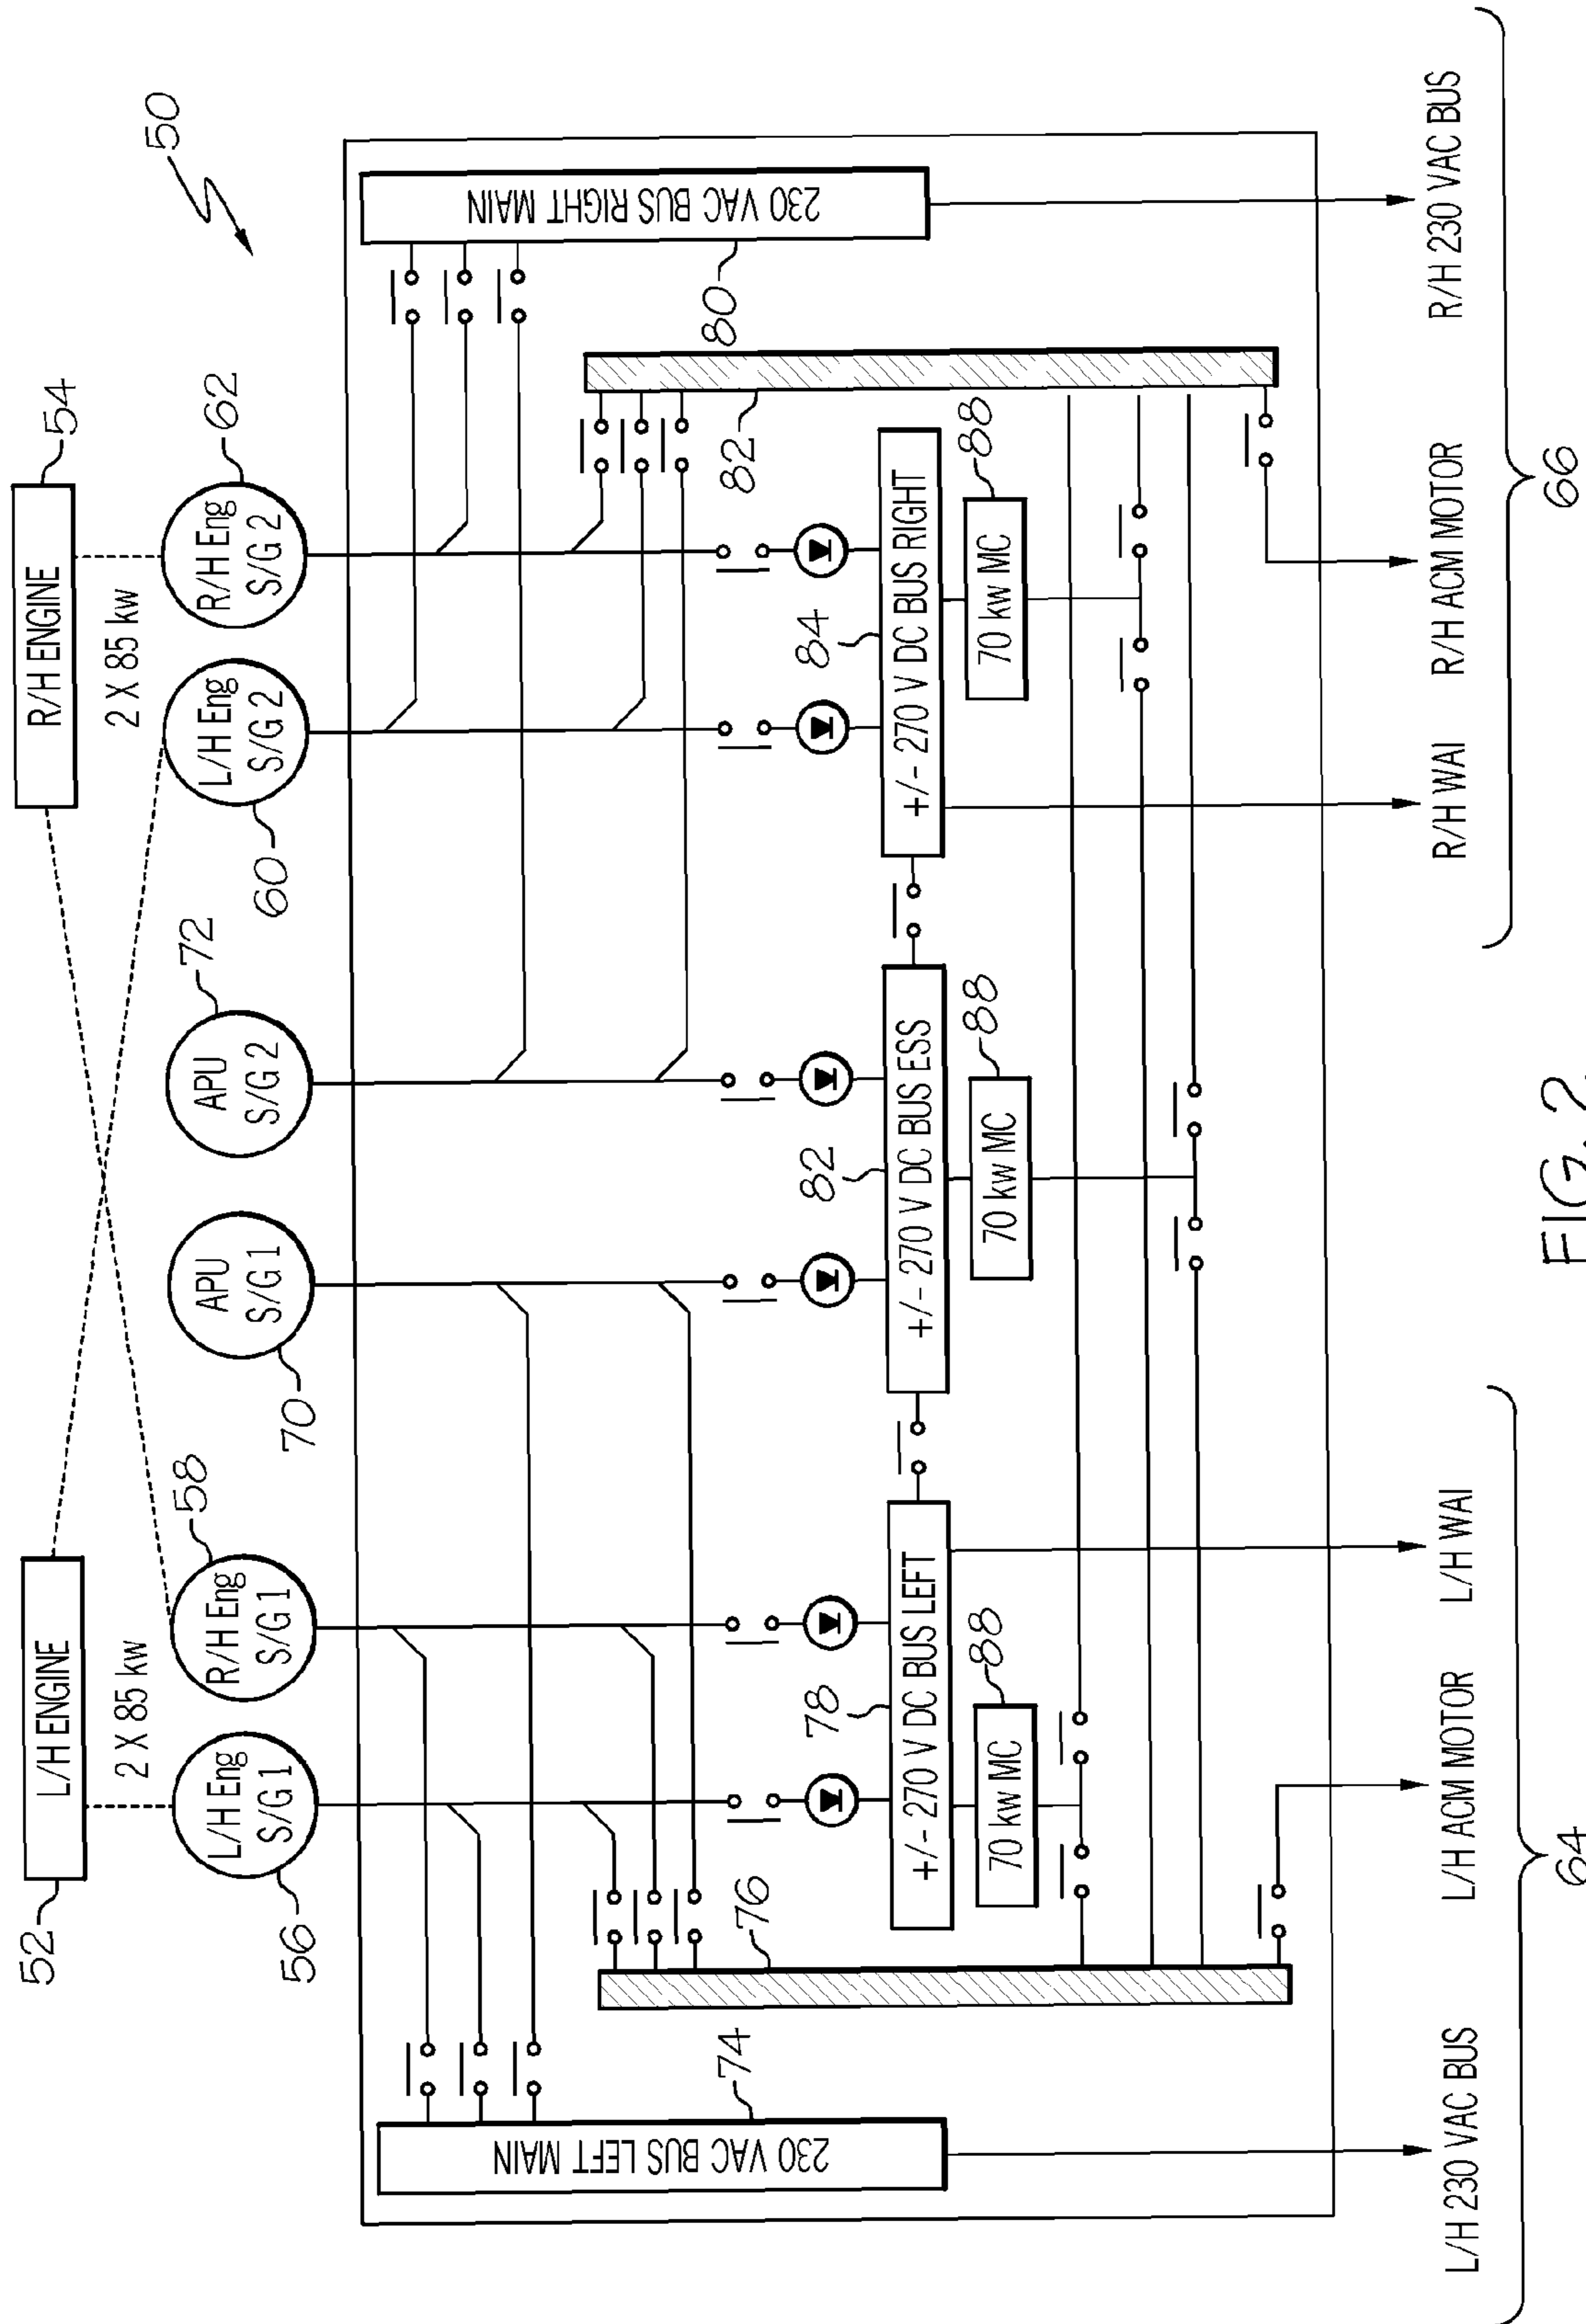 50
52
L/H ENGINE
R/H ENGINE
54
2 X 85 kw
2 X 85 kw
56
L/H Eng
S/G 1
R/H Eng
S/G 1
58
70
APU
S/G 1
APU
S/G 2
72
60
L/H Eng
S/G 2
R/H Eng
S/G 2
62
230 VAC BUS LEFT MAIN
74
76
230 VAC BUS RIGHT MAIN
80
82
78
+/- 270 V DC BUS LEFT
82
+/- 270 V DC BUS ESS
84
+/- 270 V DC BUS RIGHT
70 kw MC
88
70 kw MC
88
70 kw MC
88
L/H 230 VAC BUS
L/H ACM MOTOR
L/H WAI
R/H WAI
R/H ACM MOTOR
R/H 230 VAC BUS
64
66
FIG. 2